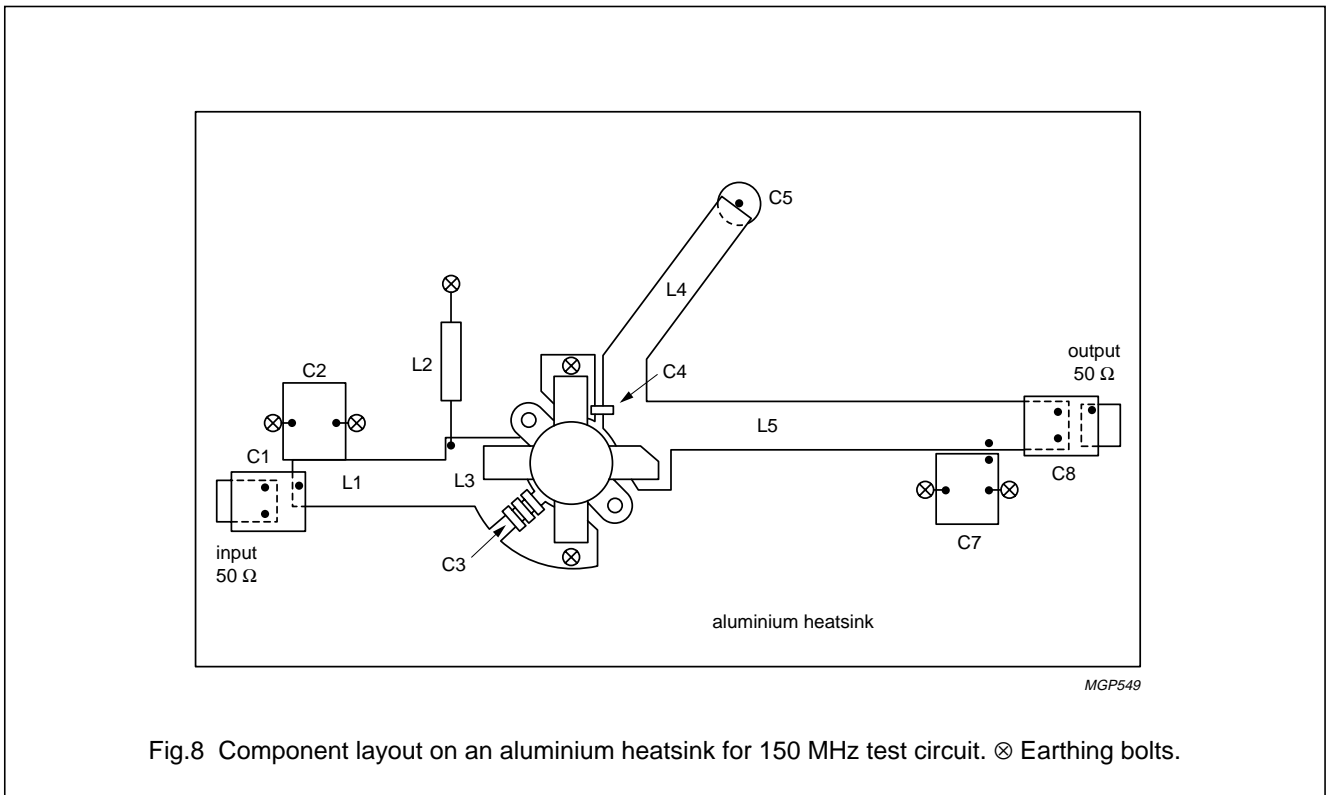 C5
L4
C4
L2
C2
output
50 Ω
L5
C1
L1
L3
C8
C7
C3
input
50 Ω
aluminium heatsink
MGP549
Fig.8 Component layout on an aluminium heatsink for 150 MHz test circuit. ⊗ Earthing bolts.